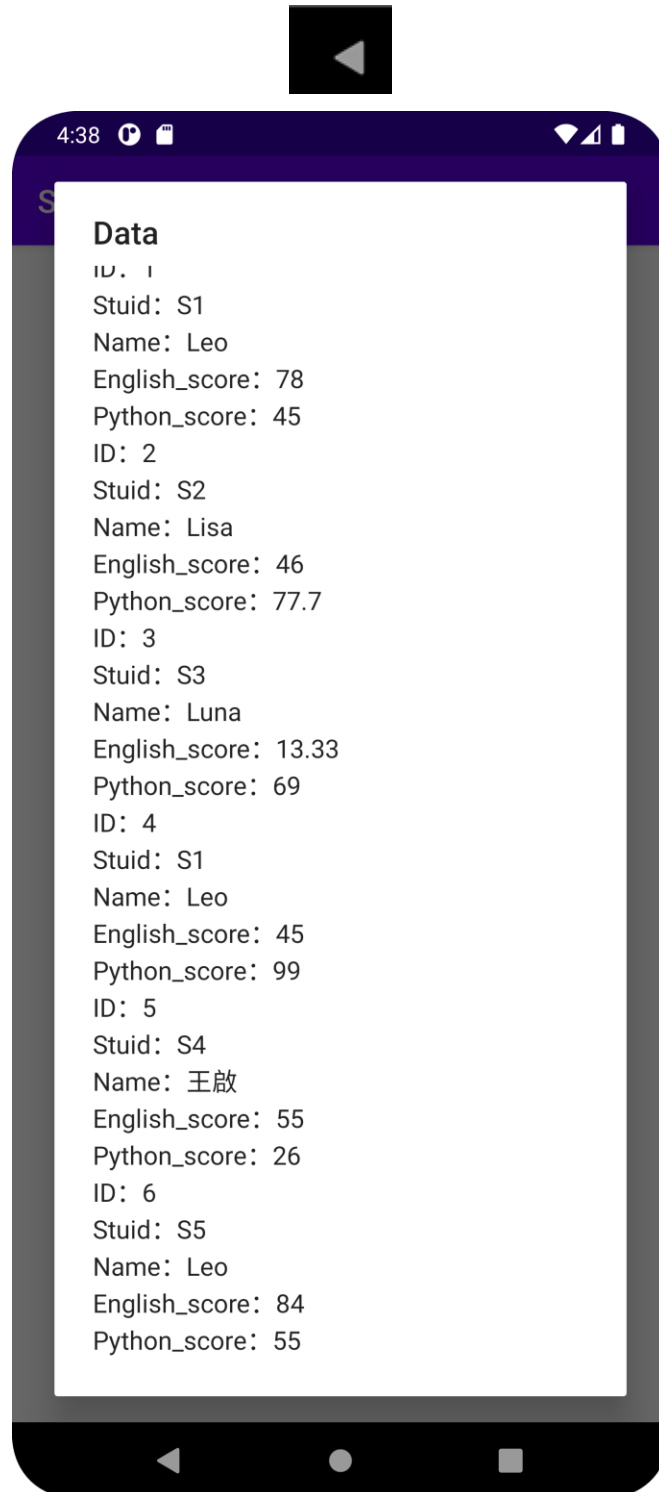 4:38
S
Data
ID：1
Stuid：S1
Name：Leo
English_score：78
Python_score：45
ID：2
Stuid：S2
Name：Lisa
English_score：46
Python_score：77.7
ID：3
Stuid：S3
Name：Luna
English_score：13.33
Python_score：69
ID：4
Stuid：S1
Name：Leo
English_score：45
Python_score：99
ID：5
Stuid：S4
Name：王啟
English_score：55
Python_score：26
ID：6
Stuid：S5
Name：Leo
English_score：84
Python_score：55